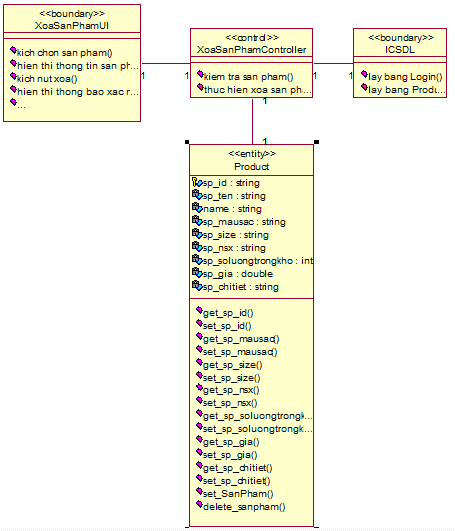 <<boundary>>
XoaSanPhamUI
kich chon san pham()
hien thi thong tin san ph...
kich nut xoa()
hien thi thong bao xac r...
...
1
1
<<control>>
XoaSanPhamController
kiem tra san pham()
thuc hien xoa san ph...
1
1
<<boundary>>
ICSDL
lay bang Login()
lay bang Produ...
1
1
<<entity>>
Product
sp_id : string
sp_ten : string
name : string
sp_mausac : string
sp_size : string
sp_nsx : string
sp_soluongtrongkho : int
sp_gia : double
sp_chitiet : string
get_sp_id()
set_sp_id()
get_sp_mausac()
set_sp_mausac()
get_sp_size()
set_sp_size()
get_sp_nsx()
set_sp_nsx()
get_sp_soluongtrongk...
set_sp_soluongtrongk...
get_sp_gia()
set_sp_gia()
get_sp_chitiet()
set_sp_chitiet()
set_SanPham()
delete_sanpham()